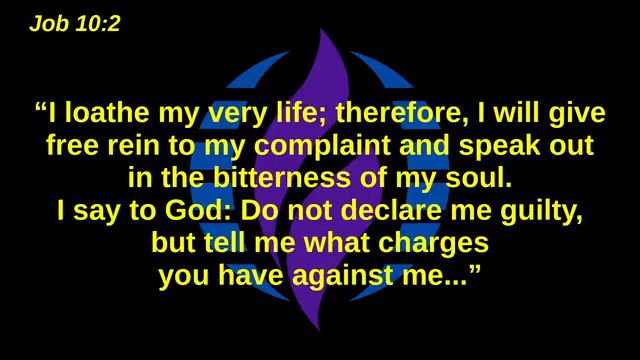 Job 10:2
“I loathe my very life; therefore, I will give
free rein to my complaint and speak out
in the bitterness of my soul.
I say to God: Do not declare me guilty,
but tell me what charges
you have against me...”